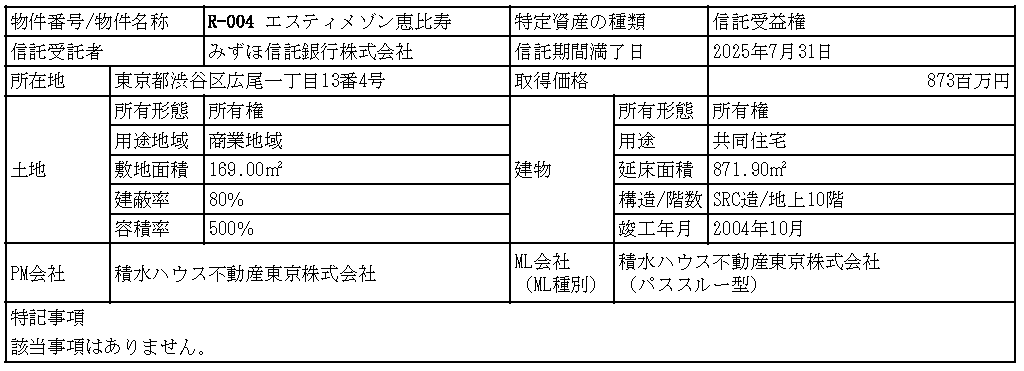 物件番号/物件名称 R-004 エスティメゾン恵比寿 特定資産の種類 信託受益権
信託受託者 みずほ信託銀行株式会社 信託期間満了日 2025年7月31日
所在地 東京都渋谷区広尾一丁目13番4号 取得価格 873百万円
土地 所有形態 所有権 建物 所有形態 所有権
用途地域 商業地域 用途 共同住宅
敷地面積 169.00㎡ 延床面積 871.90㎡
建蔽率 80% 構造/階数 SRC造/地上10階
容積率 500% 竣工年月 2004年10月
PM会社 積水ハウス不動産東京株式会社 ML会社 積水ハウス不動産東京株式会社
（ML種別） （パススルー型）
特記事項
該当事項はありません。